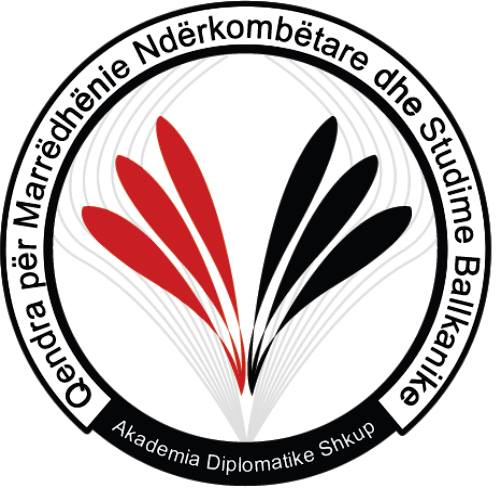 Qendra për Marrëdhënie Ndërkombëtare dhe Studime Ballkanike
Akademia Diplomatike Shkup